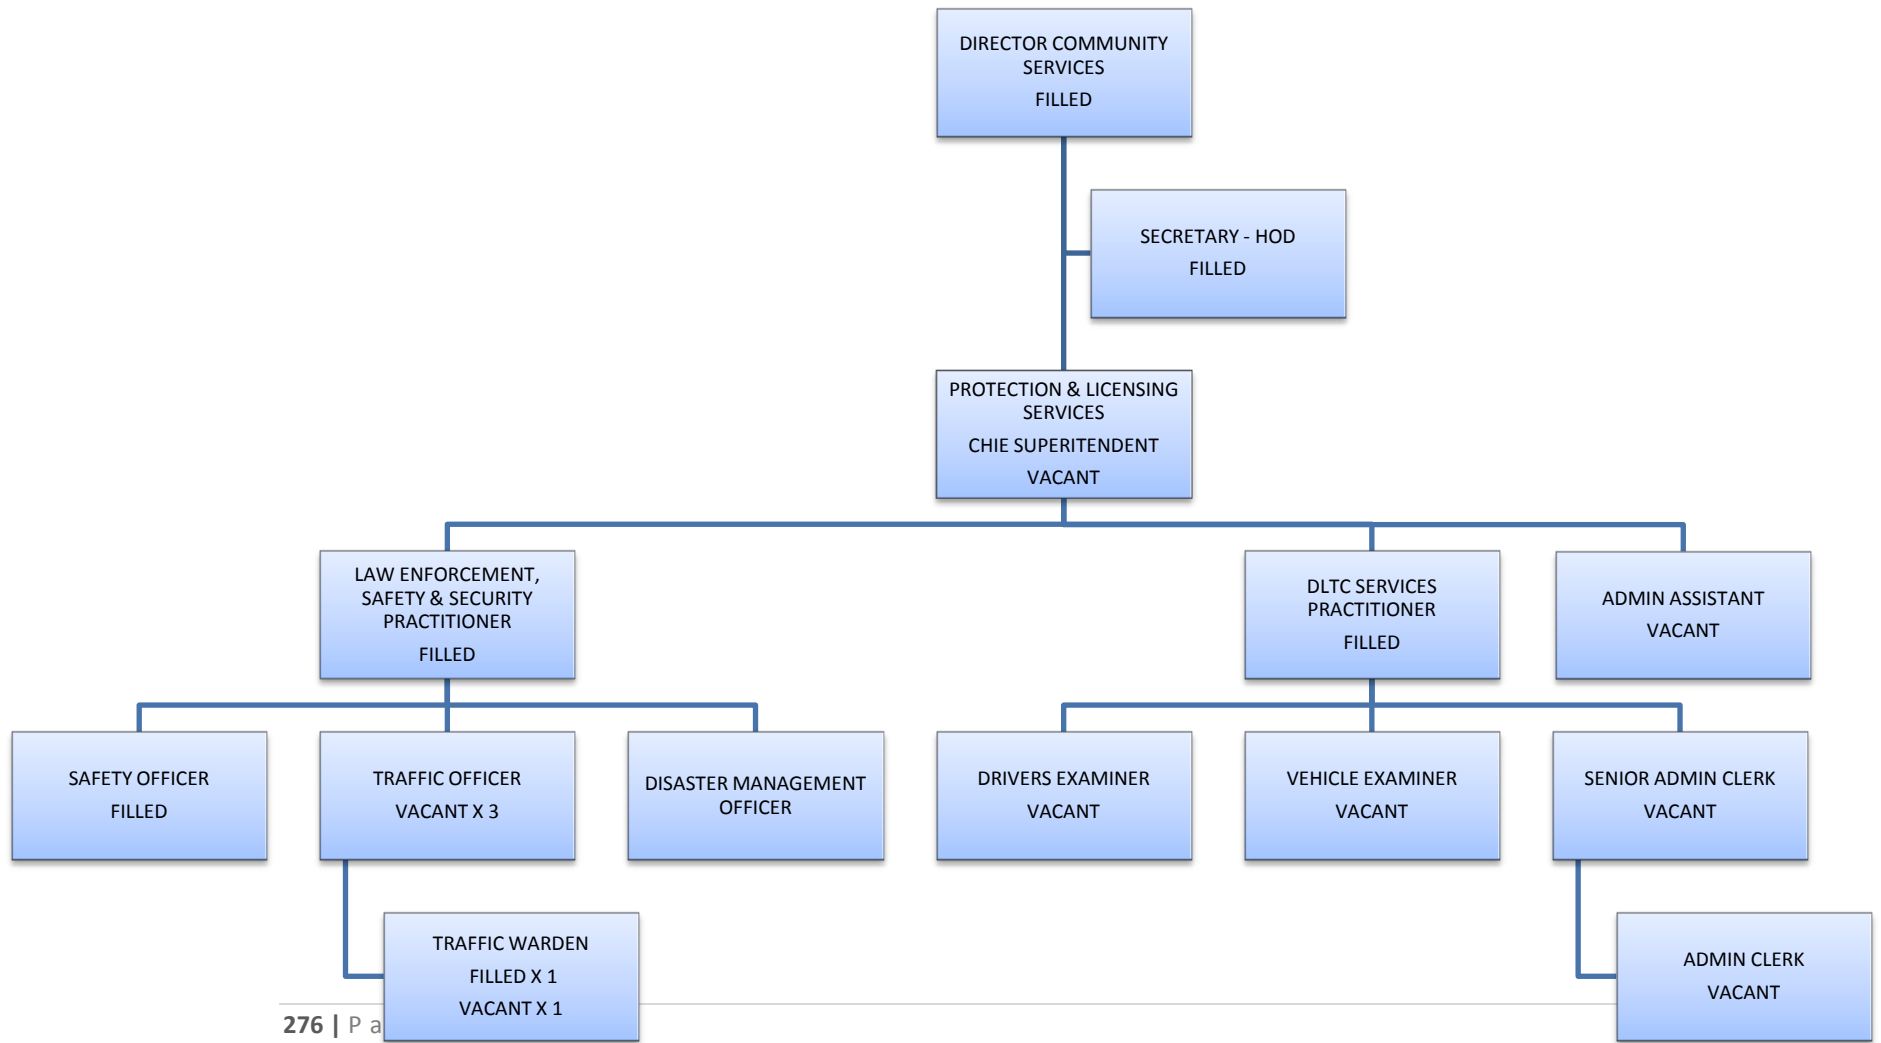 DIRECTOR COMMUNITY
SERVICES
FILLED
SECRETARY - HOD
FILLED
PROTECTION & LICENSING
SERVICES
CHIE SUPERITENDENT
VACANT
LAW ENFORCEMENT,
SAFETY & SECURITY
PRACTITIONER
FILLED
DLTC SERVICES
PRACTITIONER
FILLED
ADMIN ASSISTANT
VACANT
SAFETY OFFICER
FILLED
TRAFFIC OFFICER
VACANT X 3
DISASTER MANAGEMENT
OFFICER
DRIVERS EXAMINER
VACANT
VEHICLE EXAMINER
VACANT
SENIOR ADMIN CLERK
VACANT
TRAFFIC WARDEN
FILLED X 1
VACANT X 1
ADMIN CLERK
VACANT
276 | P a